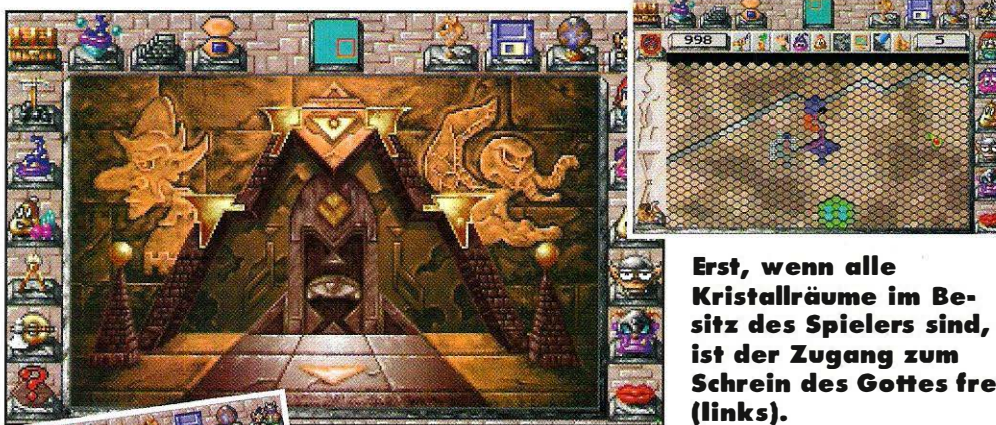 998
5
Erst, wenn alle
Kristallräume im Be-
sitz des Spielers sind,
ist der Zugang zum
Schrein des Gottes fre
(links).